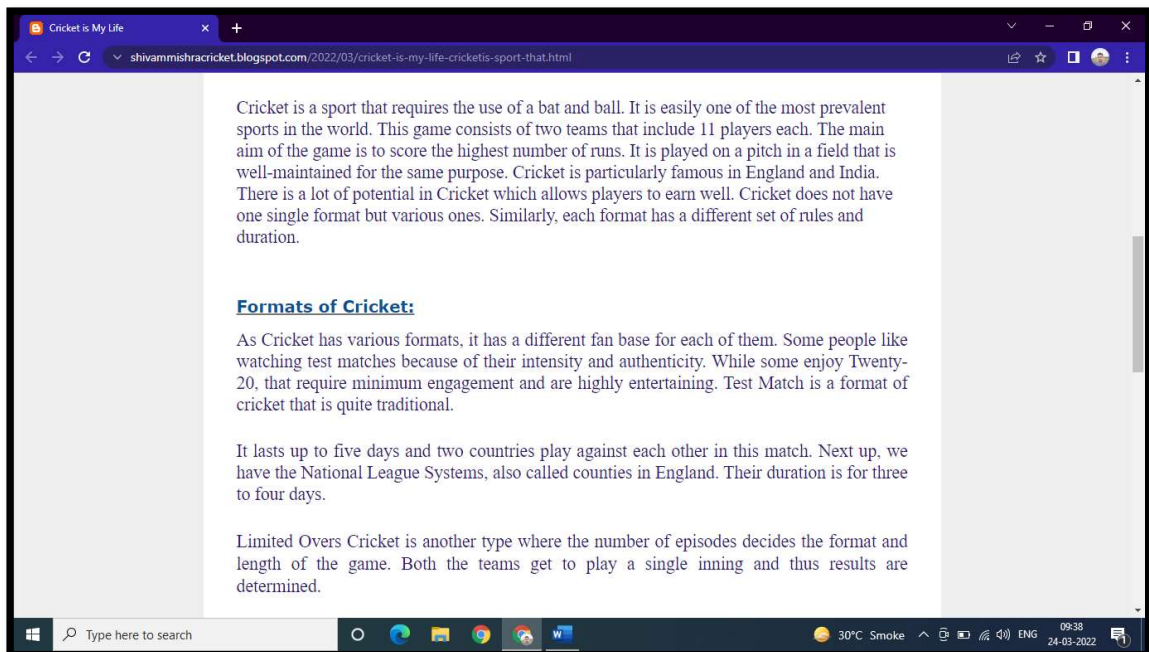 Cricket is My Life
shivammishracricket.blogspot.com/2022/03/cricket-is-my-life-cricketis-sport-that.html
Cricket is a sport that requires the use of a bat and ball. It is easily one of the most prevalent
sports in the world. This game consists of two teams that include 11 players each. The main
aim of the game is to score the highest number of runs. It is played on a pitch in a field that is
well-maintained for the same purpose. Cricket is particularly famous in England and India.
There is a lot of potential in Cricket which allows players to earn well. Cricket does not have
one single format but various ones. Similarly, each format has a different set of rules and
duration.
Formats of Cricket:
As Cricket has various formats, it has a different fan base for each of them. Some people like
watching test matches because of their intensity and authenticity. While some enjoy Twenty-
20, that require minimum engagement and are highly entertaining. Test Match is a format of
cricket that is quite traditional.
It lasts up to five days and two countries play against each other in this match. Next up, we
have the National League Systems, also called counties in England. Their duration is for three
to four days.
Limited Overs Cricket is another type where the number of episodes decides the format and
length of the game. Both the teams get to play a single inning and thus results are
determined.
Type here to search
30°C Smoke
ENG
09:38
24-03-2022
1